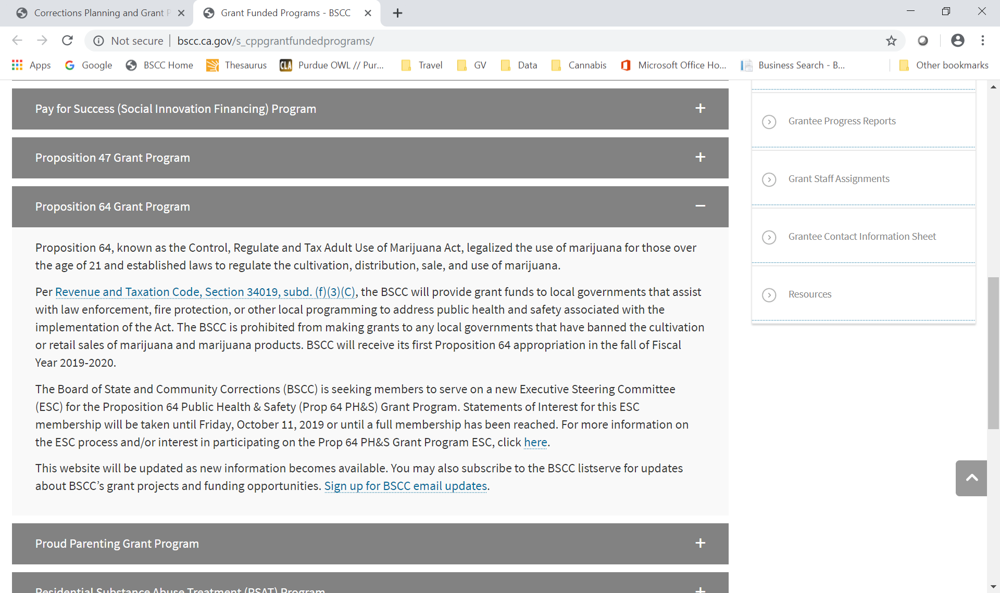 Corrections Planning and Grant P
Grant Funded Programs - BSCC
Not secure
bscc.ca.gov/s_cppgrantfundedprograms/
Apps
Google
BSCC Home
Thesaurus
CLA
Purdue OWL // Pur...
Travel
GV
Data
Cannabis
Microsoft Office Ho...
Business Search - B...
Other bookmarks
Pay for Success (Social Innovation Financing) Program
Proposition 47 Grant Program
Proposition 64 Grant Program
Proposition 64, known as the Control, Regulate and Tax Adult Use of Marijuana Act, legalized the use of marijuana for those over
the age of 21 and established laws to regulate the cultivation, distribution, sale, and use of marijuana.
Per Revenue and Taxation Code, Section 34019, subd. (f)(3)(C), the BSCC will provide grant funds to local governments that assist
with law enforcement, fire protection, or other local programming to address public health and safety associated with the
implementation of the Act. The BSCC is prohibited from making grants to any local governments that have banned the cultivation
or retail sales of marijuana and marijuana products. BSCC will receive its first Proposition 64 appropriation in the fall of Fiscal
Year 2019-2020.
The Board of State and Community Corrections (BSCC) is seeking members to serve on a new Executive Steering Committee
(ESC) for the Proposition 64 Public Health & Safety (Prop 64 PH&S) Grant Program. Statements of Interest for this ESC
membership will be taken until Friday, October 11, 2019 or until a full membership has been reached. For more information on
the ESC process and/or interest in participating on the Prop 64 PH&S Grant Program ESC, click here.
This website will be updated as new information becomes available. You may also subscribe to the BSCC listserve for updates
about BSCC’s grant projects and funding opportunities. Sign up for BSCC email updates.
Proud Parenting Grant Program
Residential Substance Abuse Treatment (RSAT) Program
Grantee Progress Reports
Grant Staff Assignments
Grantee Contact Information Sheet
Resources